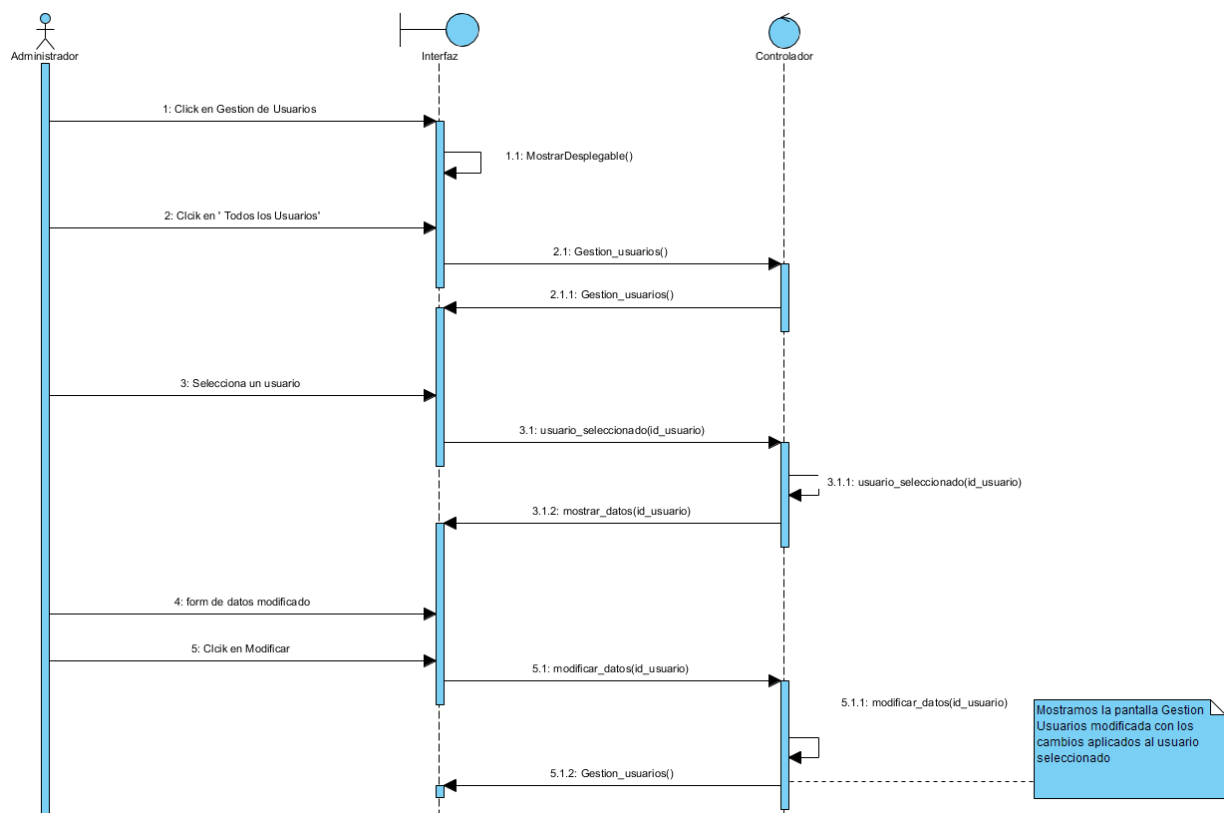 Administrador
Interfaz
Controlador
1: Click en Gestion de Usuarios
1.1: MostrarDesplegable()
2: Clcik en ' Todos los Usuarios'
2.1: Gestion_usuarios()
2.1.1: Gestion_usuarios()
3: Selecciona un usuario
3.1: usuario_seleccionado(id_usuario)
3.1.1: usuario_seleccionado(id_usuario)
3.1.2: mostrar_datos(id_usuario)
4: form de datos modificado
5: Clcik en Modificar
5.1: modificar_datos(id_usuario)
5.1.1: modificar_datos(id_usuario)
Mostramos la pantalla Gestion
Usuarios modificada con los
cambios aplicados al usuario
seleccionado
5.1.2: Gestion_usuarios()